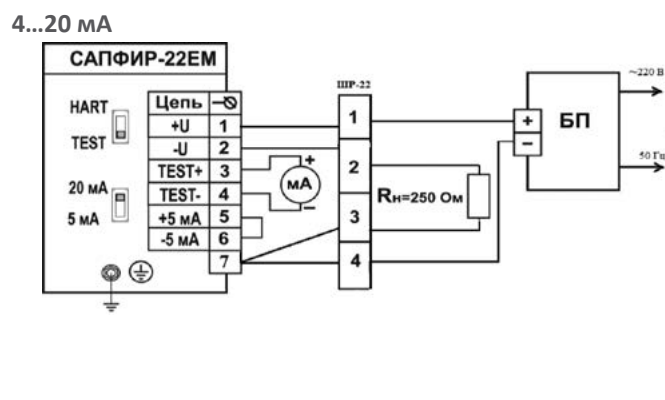 4...20 мА
САПФИР-22ЕМ
HART
TEST
20 мА
5 мА
Цепь
+U 1
-U 2
TEST+ 3
TEST- 4
+5 мА 5
-5 мА 6
7
+
мА
−
ШР-22
1
2
3
4
Rн=250 Ом
+
−
БП
~220 В
50 Гц